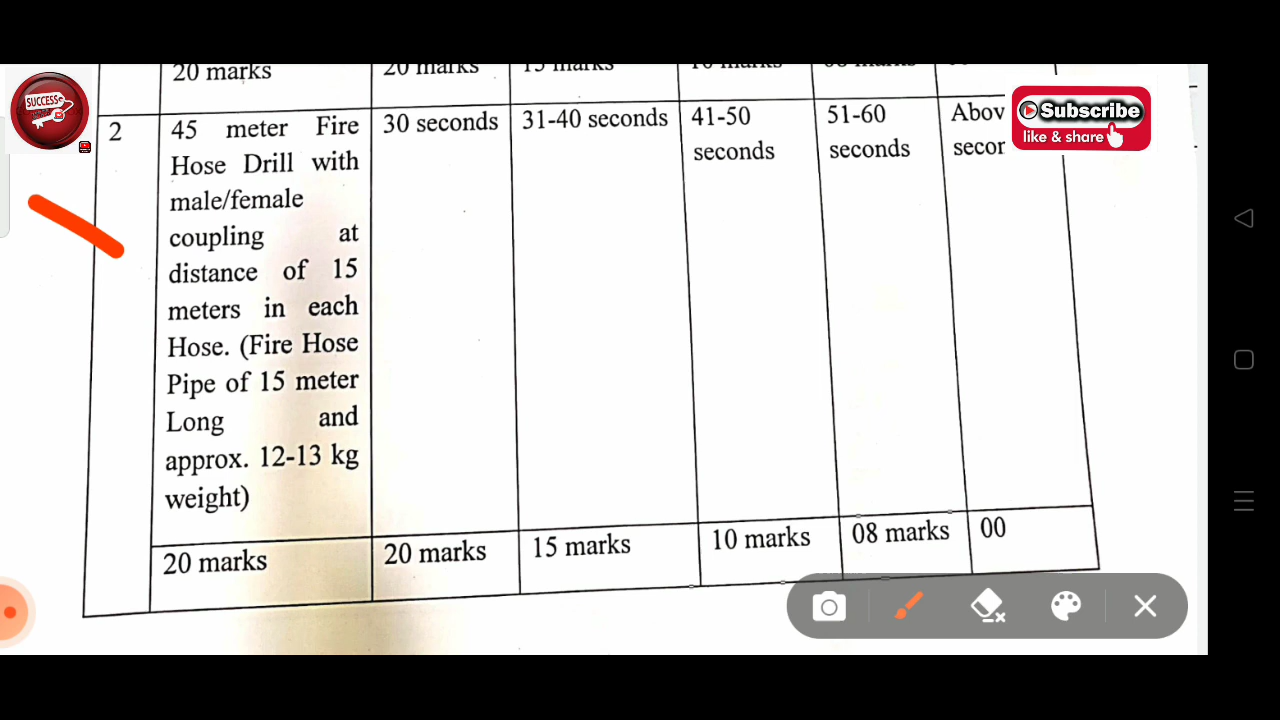 SUCCESS
20 marks
20 marks
15 marks
2
45 meter Fire
Hose Drill with
male/female
coupling at
distance of 15
meters in each
Hose. (Fire Hose
Pipe of 15 meter
Long and
approx. 12-13 kg
weight)
30 seconds
31-40 seconds
41-50
seconds
51-60
seconds
Subscribe
like & share
20 marks
20 marks
15 marks
10 marks
08 marks
00